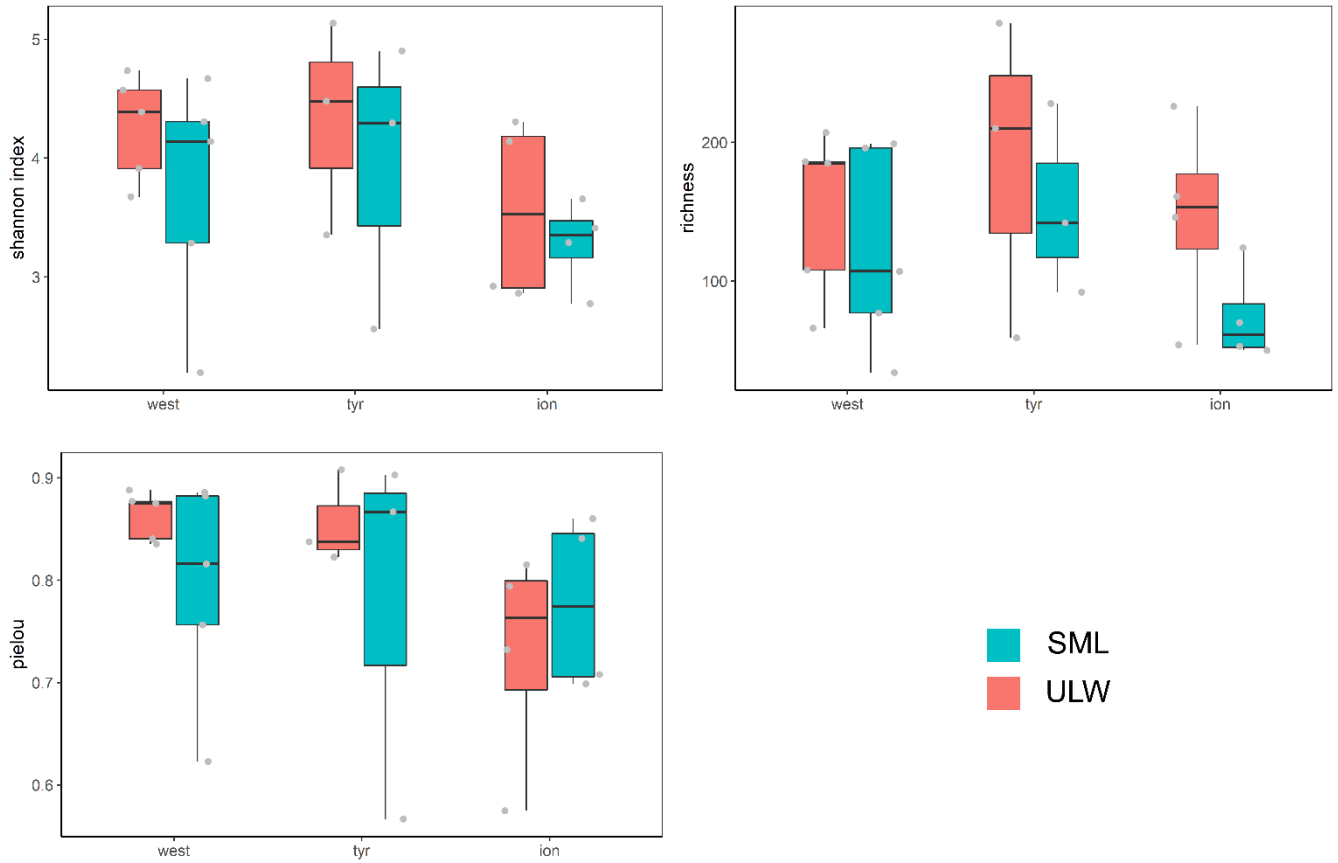 shannon index
5
4
3
west tyr ion
richness
200
100
west tyr ion
pielou
0.9
0.8
0.7
0.6
west tyr ion
SML
ULW